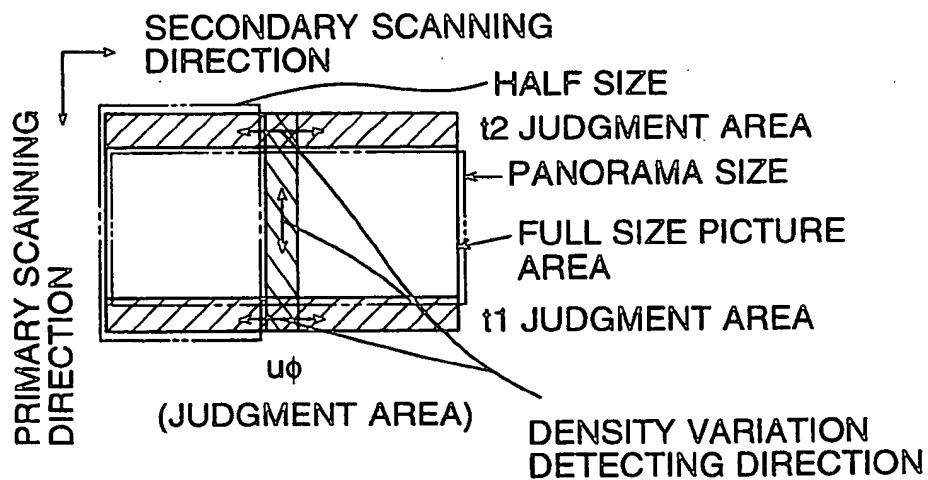 SECONDARY SCANNING
DIRECTION
HALF SIZE
t2 JUDGMENT AREA
PANORAMA SIZE
FULL SIZE PICTURE
AREA
t1 JUDGMENT AREA
PRIMARY SCANNING
DIRECTION
uϕ
(JUDGMENT AREA)
DENSITY VARIATION
DETECTING DIRECTION